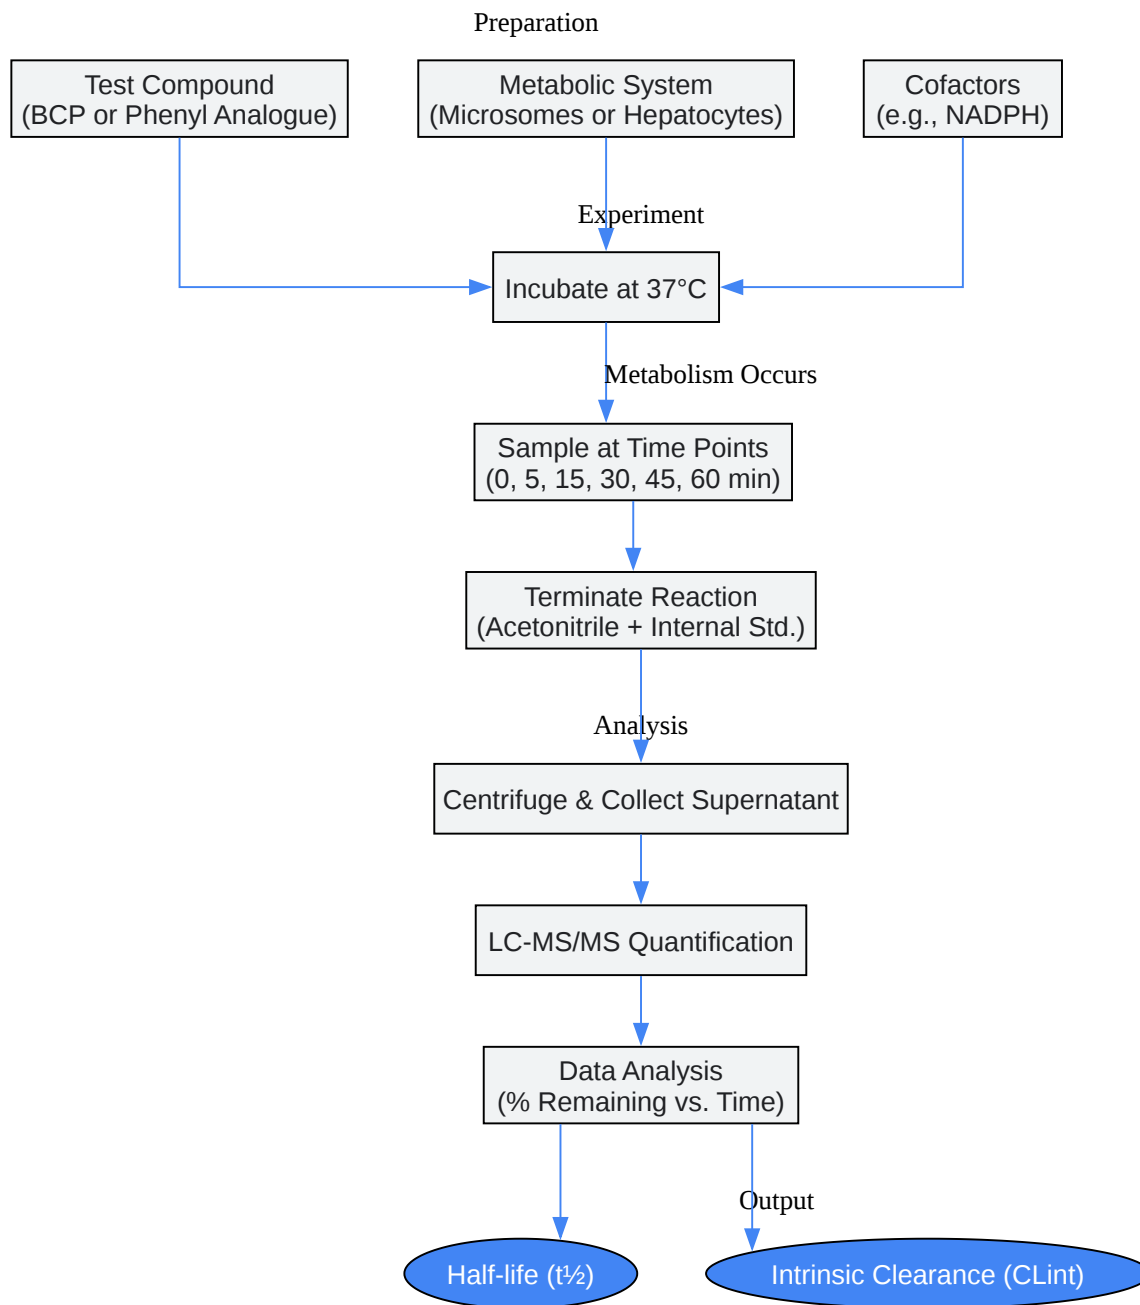 Preparation
Test Compound
(BCP or Phenyl Analogue)
Metabolic System
(Microsomes or Hepatocytes)
Cofactors
(e.g., NADPH)
Experiment
Incubate at 37°C
Metabolism Occurs
Sample at Time Points
(0, 5, 15, 30, 45, 60 min)
Terminate Reaction
(Acetonitrile + Internal Std.)
Analysis
Centrifuge & Collect Supernatant
LC-MS/MS Quantification
Data Analysis
(% Remaining vs. Time)
Output
Half-life (t½)
Intrinsic Clearance (CLint)